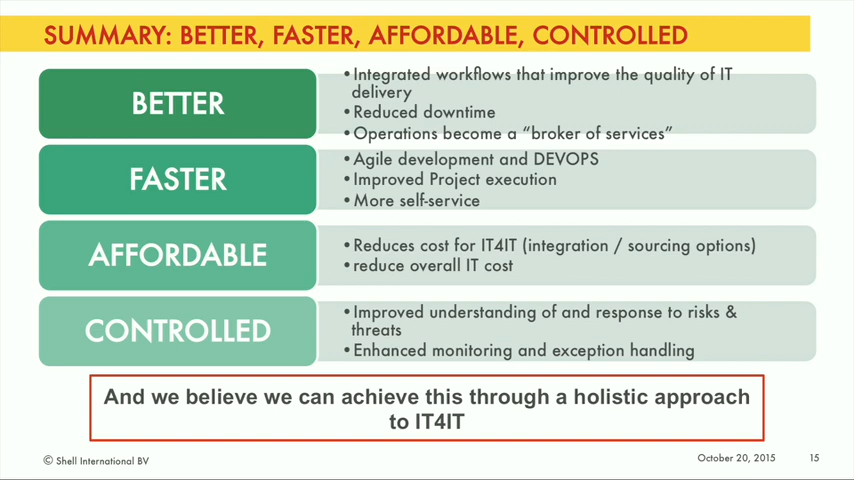 SUMMARY: BETTER, FASTER, AFFORDABLE, CONTROLLED
BETTER
•Integrated workflows that improve the quality of IT
delivery
•Reduced downtime
•Operations become a “broker of services”
FASTER
•Agile development and DEVOPS
•Improved Project execution
•More self-service
AFFORDABLE
•Reduces cost for IT4IT (integration / sourcing options)
•reduce overall IT cost
CONTROLLED
•Improved understanding of and response to risks &
threats
•Enhanced monitoring and exception handling
And we believe we can achieve this through a holistic approach
to IT4IT
© Shell International BV
October 20, 2015
15